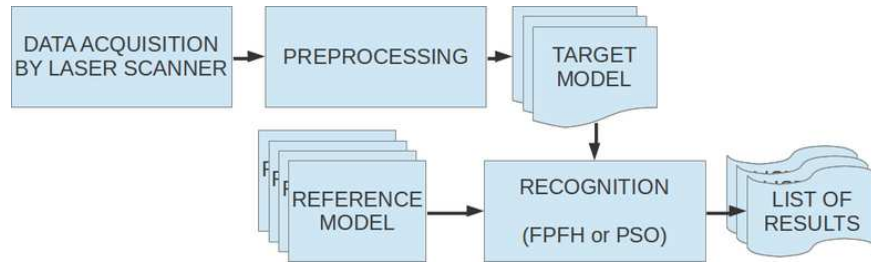 DATA ACQUISITION
BY LASER SCANNER
PREPROCESSING
TARGET
MODEL
REFERENCE
MODEL
RECOGNITION
(FPFH or PSO)
LIST OF
RESULTS